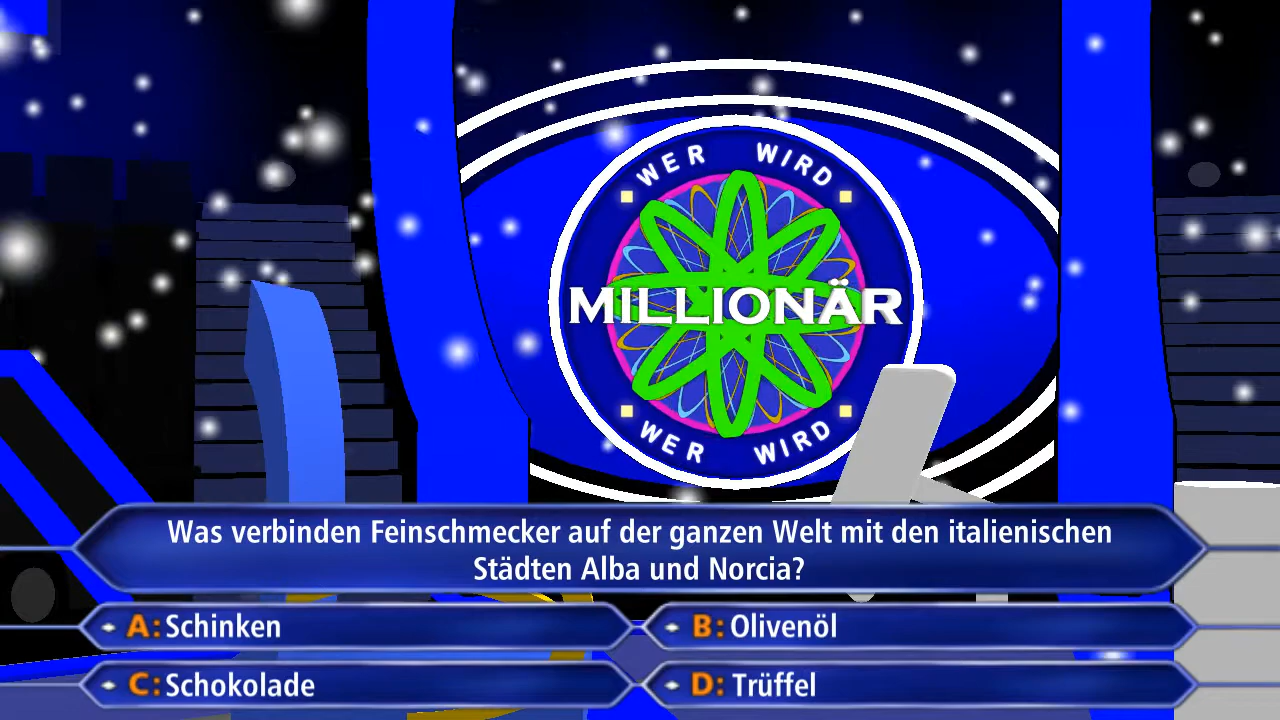 WER WIRD
MILLIONÄR
WER WIRD
Was verbinden Feinschmecker auf der ganzen Welt mit den italienischen
Städten Alba und Norcia?
A: Schinken
B: Olivenöl
C: Schokolade
D: Trüffel